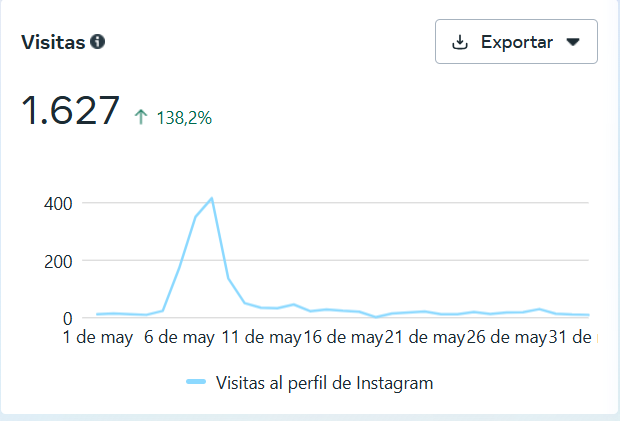 Visitas
Exportar
1.627 ↑ 138,2%
400
200
0
1 de may 6 de may 11 de may 16 de may 21 de may 26 de may 31 de
Visitas al perfil de Instagram